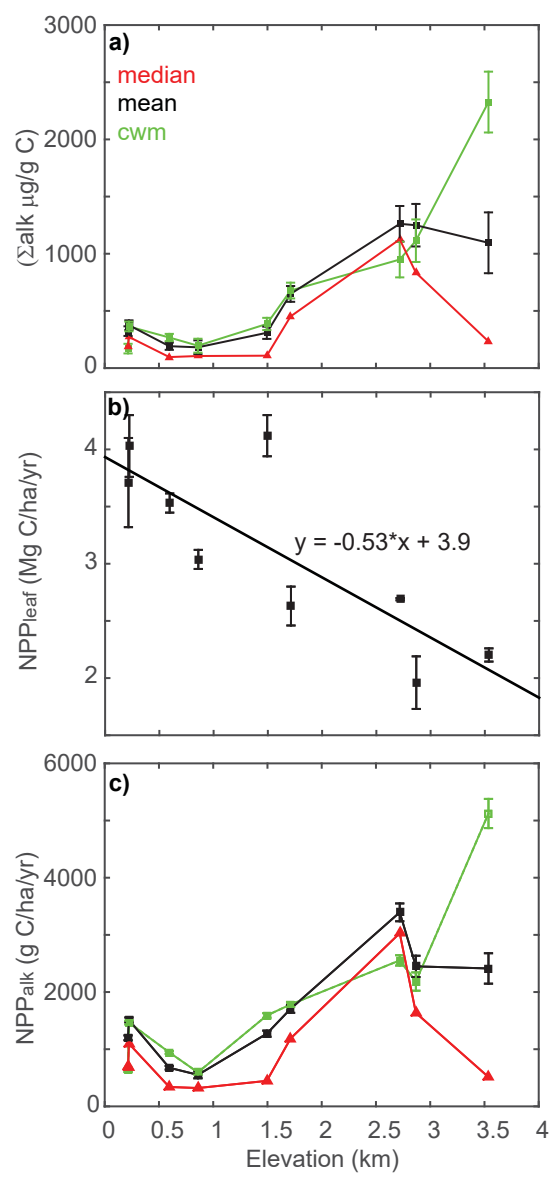 3000
a)
median
mean
cwm
2000
1000
0
(Σalk µg/g C)
b)
4
3
2
y = -0.53*x + 3.9
NPPleaf (Mg C/ha/yr)
6000
c)
4000
2000
0
NPPalk (g C/ha/yr)
0 0.5 1 1.5 2 2.5 3 3.5 4
Elevation (km)